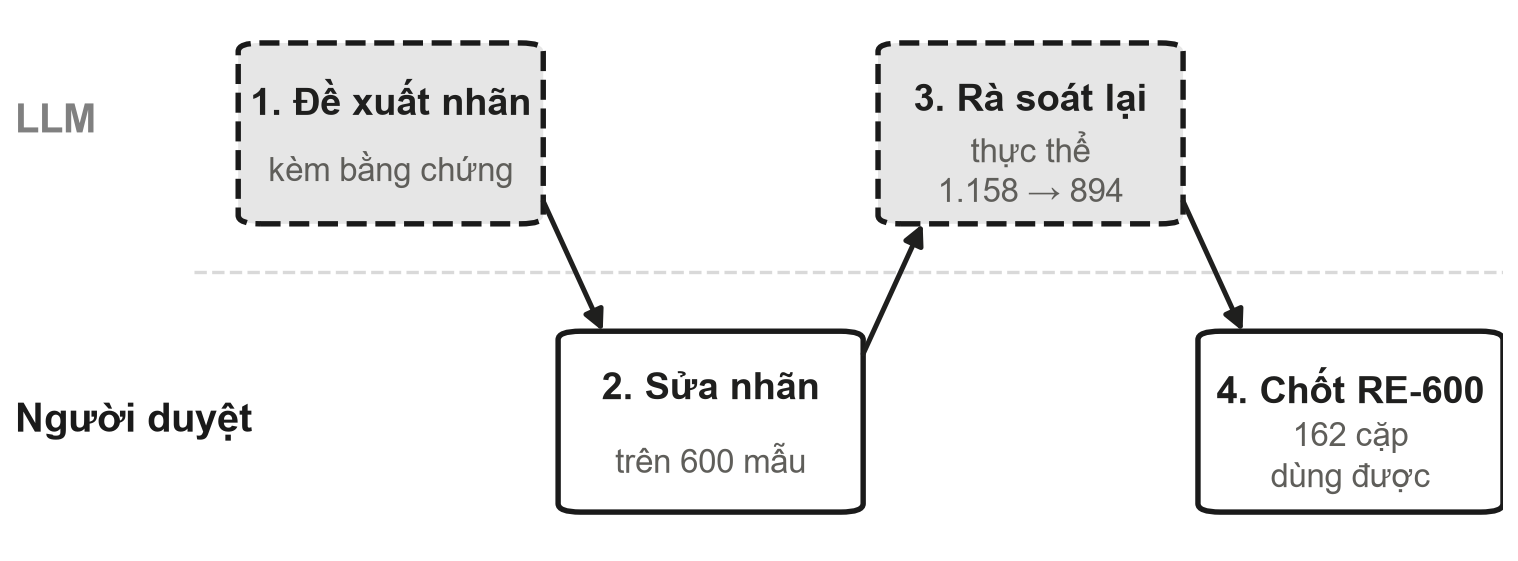 LLM
1. Đề xuất nhãn
kèm bằng chứng
3. Rà soát lại
thực thể
1.158 → 894
Người duyệt
2. Sửa nhãn
trên 600 mẫu
4. Chốt RE-600
162 cặp
dùng được